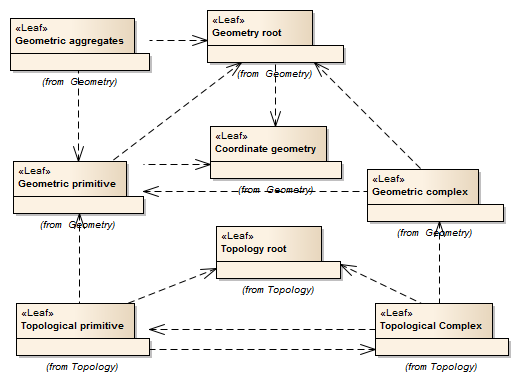 «Leaf»
Geometric aggregates
(from Geometry)
«Leaf»
Geometry root
(from Geometry)
«Leaf»
Coordinate geometry
(from Geometry)
«Leaf»
Geometric primitive
(from Geometry)
«Leaf»
Geometric complex
(from Geometry)
«Leaf»
Topology root
(from Topology)
«Leaf»
Topological primitive
(from Topology)
«Leaf»
Topological Complex
(from Topology)